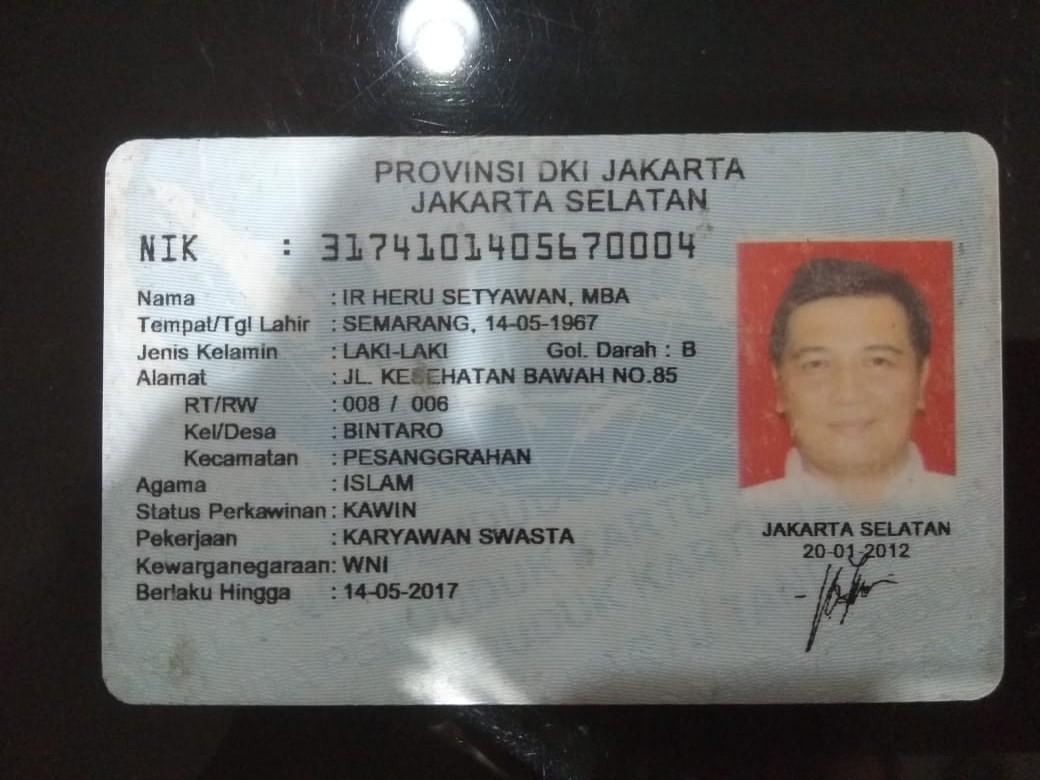 PROVINSI DKI JAKARTA
JAKARTA SELATAN
NIK : 3174101405670004
Nama : IR HERU SETYAWAN, MBA
Tempat/Tgl Lahir : SEMARANG, 14-05-1967
Jenis Kelamin : LAKI-LAKI Gol. Darah : B
Alamat : JL. KESEHATAN BAWAH NO.85
RT/RW : 008 / 006
Kel/Desa : BINTARO
Kecamatan : PESANGGRAHAN
Agama : ISLAM
Status Perkawinan : KAWIN
Pekerjaan : KARYAWAN SWASTA
Kewarganegaraan : WNI
Berlaku Hingga : 14-05-2017
JAKARTA SELATAN
20-01-2012